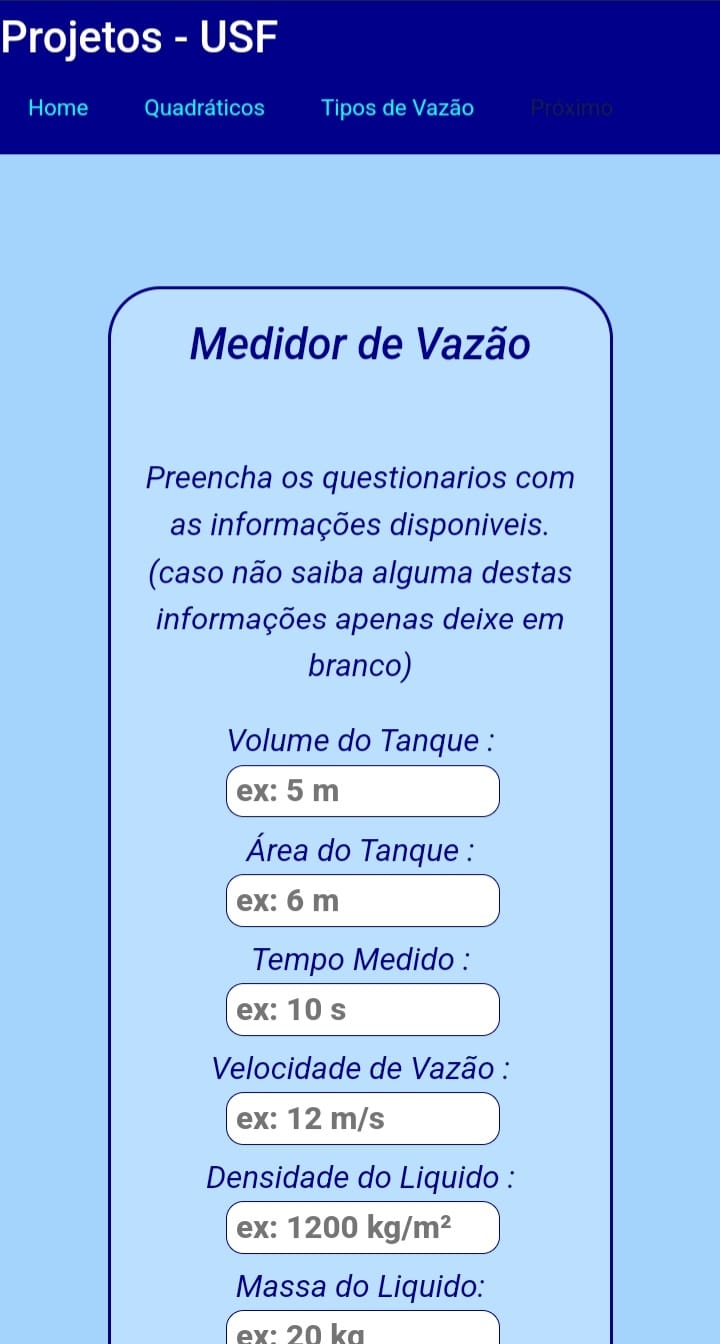 Projetos - USF
Home Quadráticos Tipos de Vazão Próximo
Medidor de Vazão
Preencha os questionarios com
as informações disponiveis.
(caso não saiba alguma destas
informações apenas deixe em
branco)
Volume do Tanque :
ex: 5 m
Área do Tanque :
ex: 6 m
Tempo Medido :
ex: 10 s
Velocidade de Vazão :
ex: 12 m/s
Densidade do Liquido :
ex: 1200 kg/m²
Massa do Liquido:
ex: 20 kg